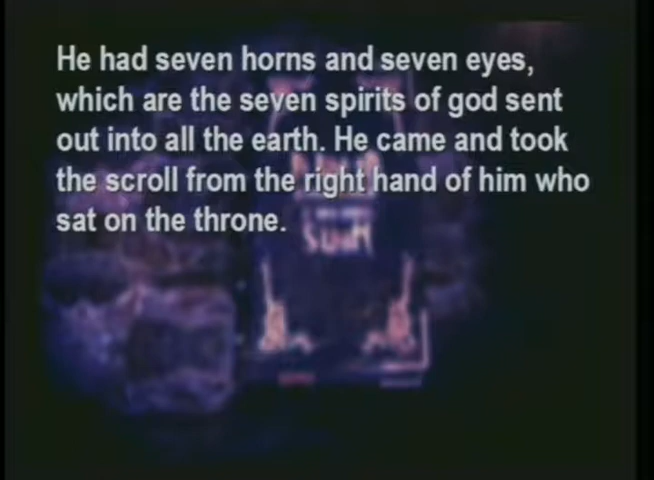 He had seven horns and seven eyes,
which are the seven spirits of god sent
out into all the earth. He came and took
the scroll from the right hand of him who
sat on the throne.